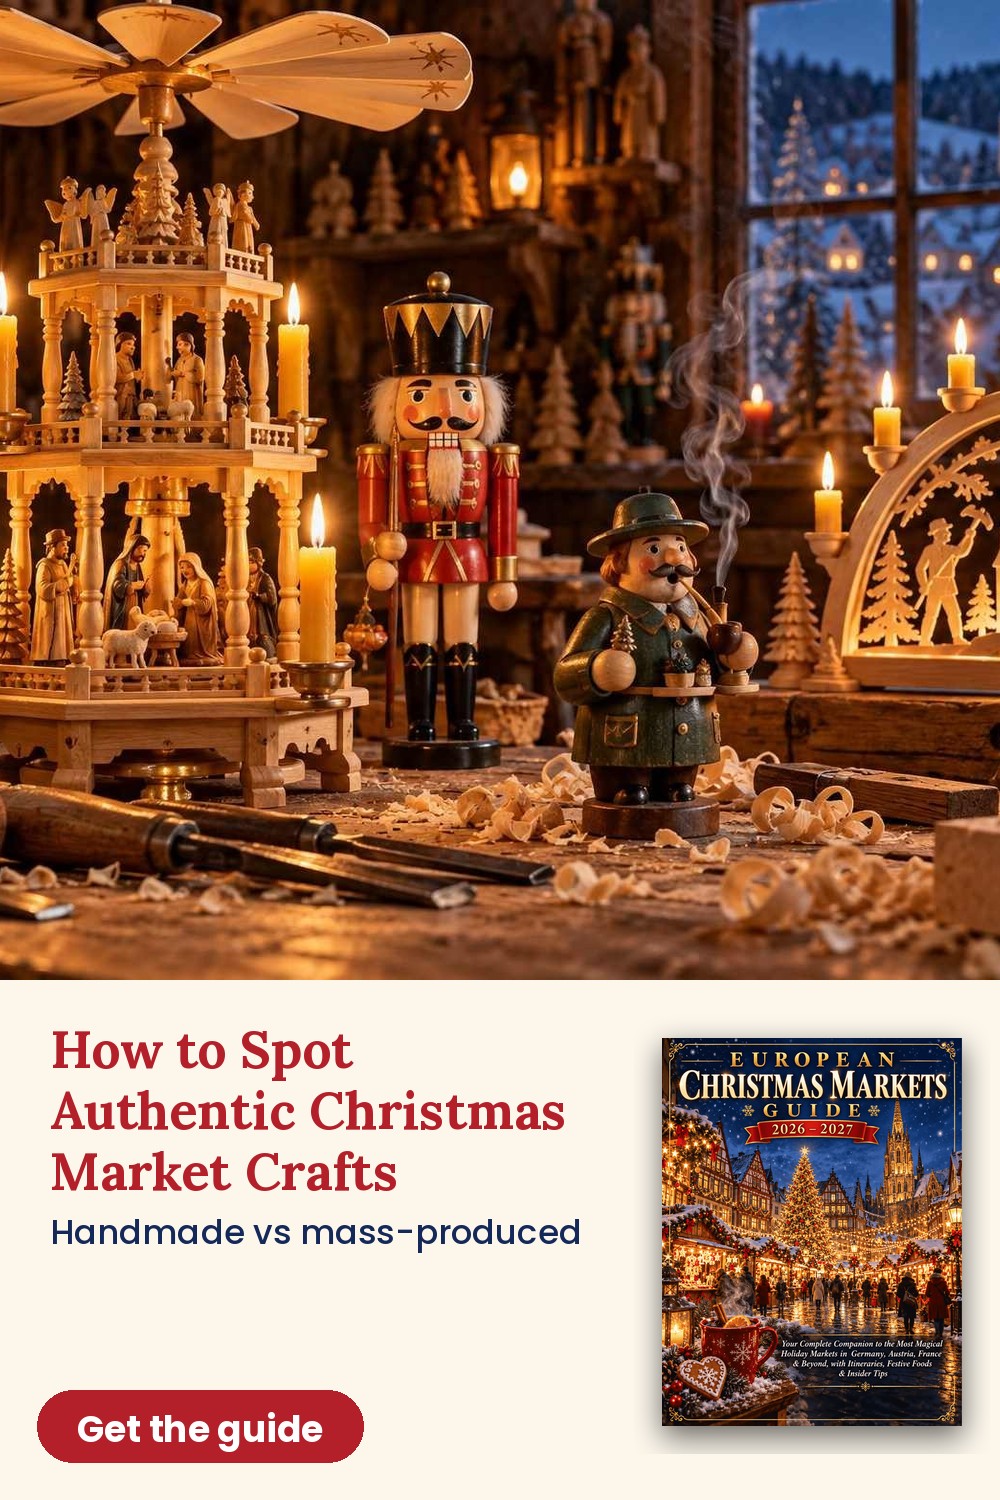 How to Spot
Authentic Christmas
Market Crafts
Handmade vs mass-produced
Get the guide
EUROPEAN
CHRISTMAS MARKETS
GUIDE
2026 – 2027
Your Complete Companion to the Most Magical
Holiday Markets in Germany, Austria, France
& Beyond, with Itineraries, Festive Foods
& Insider Tips